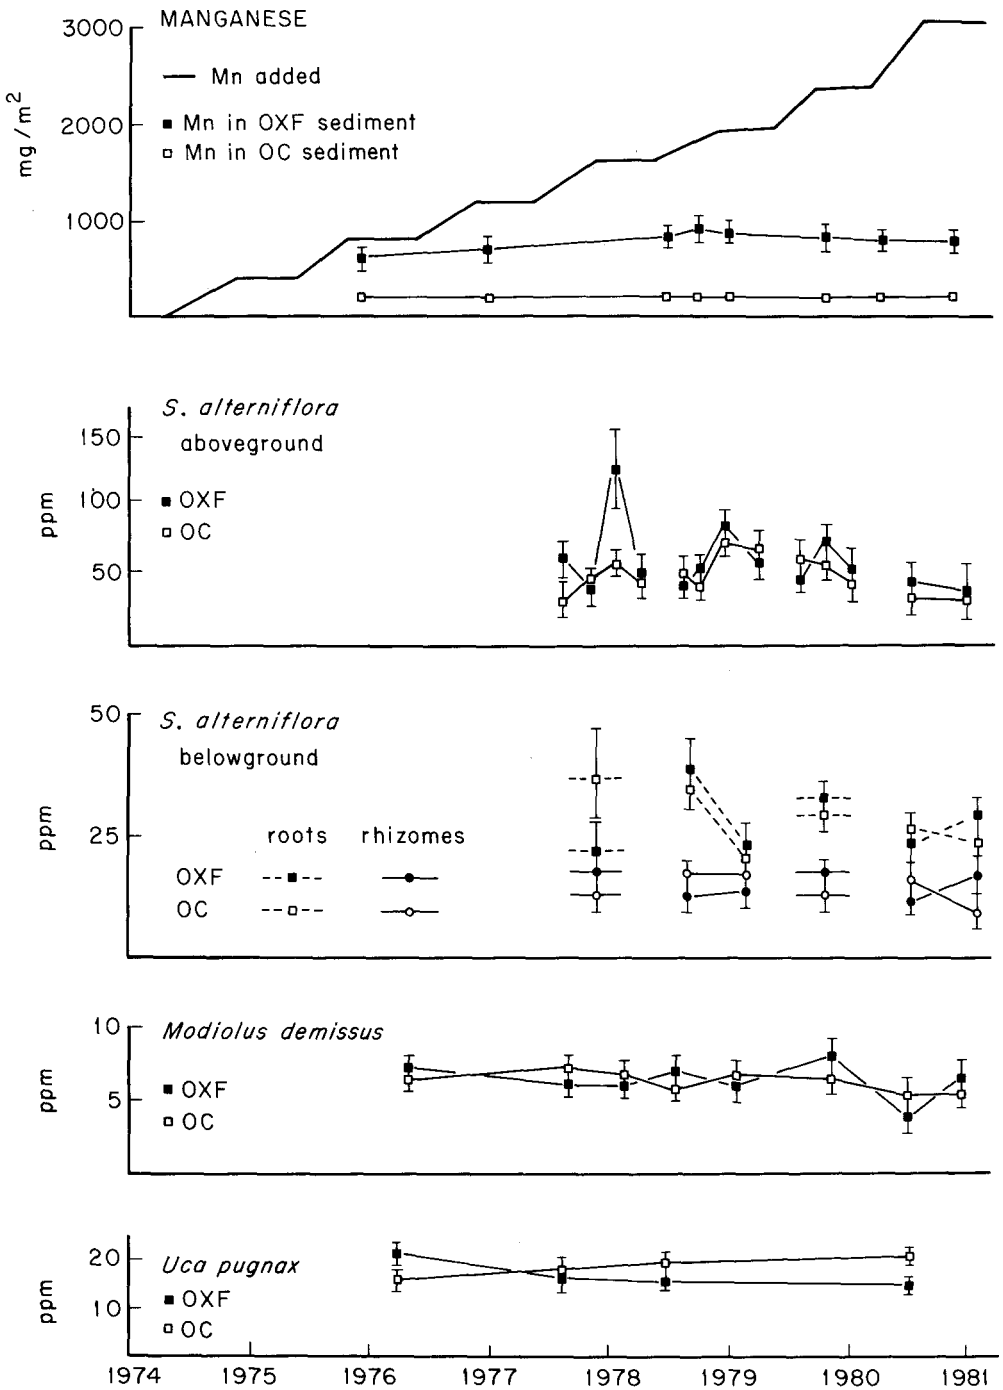 MANGANESE
3000
2000
1000
mg/m²
Mn added
Mn in OXF sediment
Mn in OC sediment
S. alterniflora
aboveground
150
100
50
ppm
OXF
OC
S. alterniflora
belowground
50
25
ppm
roots rhizomes
OXF
OC
Modiolus demissus
10
5
ppm
OXF
OC
Uca pugnax
20
10
ppm
OXF
OC
1974 1975 1976 1977 1978 1979 1980 1981